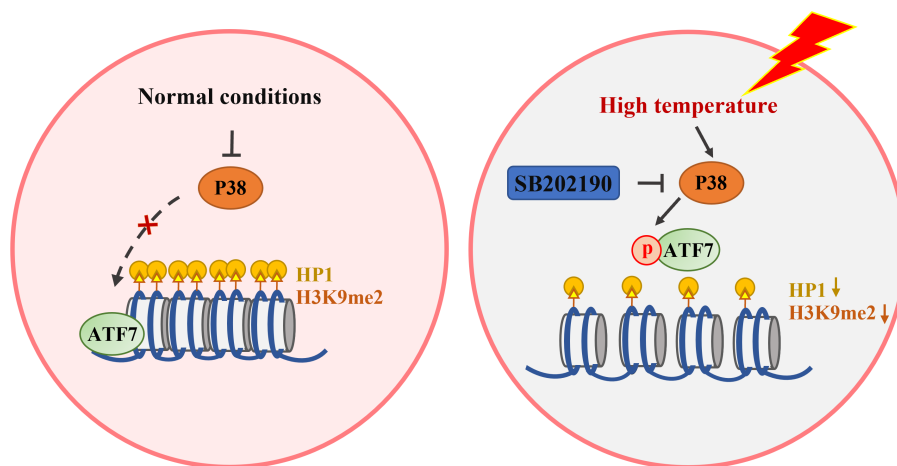 Normal conditions
P38
HP1
H3K9me2
ATF7
High temperature
SB202190
P38
p
ATF7
HP1
H3K9me2